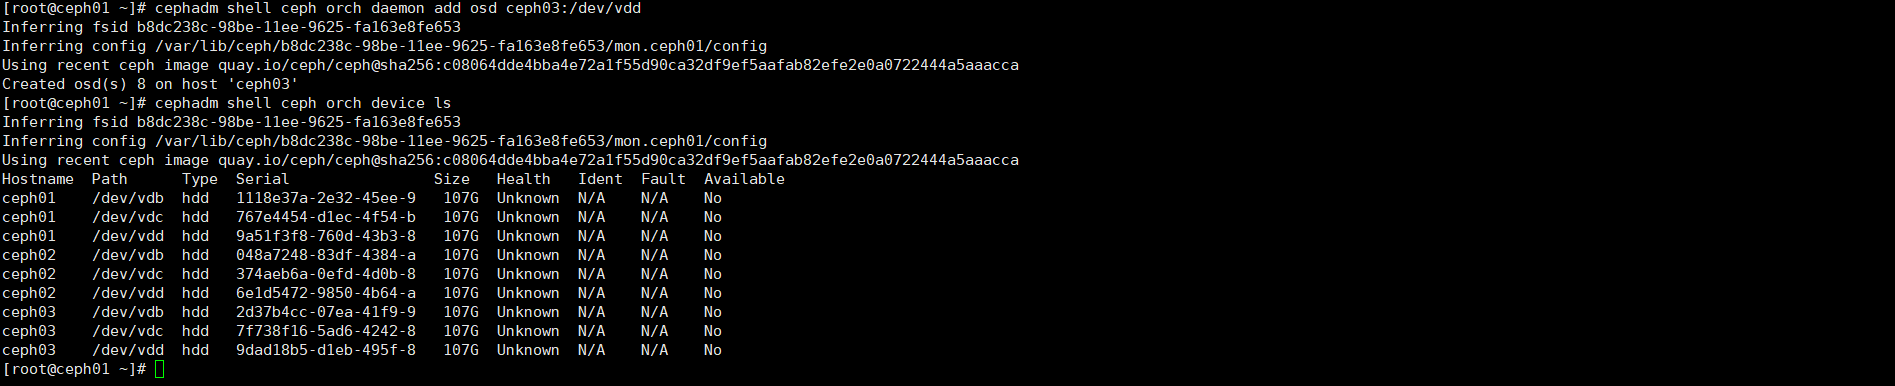 [root@ceph01 ~]# cephadm shell ceph orch daemon add osd ceph03:/dev/vdd
Inferring fsid b8dc238c-98be-11ee-9625-fa163e8fe653
Inferring config /var/lib/ceph/b8dc238c-98be-11ee-9625-fa163e8fe653/mon.ceph01/config
Using recent ceph image quay.io/ceph/ceph@sha256:c08064dde4bba4e72a1f55d90ca32df9ef5aafab82efe2e0a0722444a5aaacca
Created osd(s) 8 on host 'ceph03'
[root@ceph01 ~]# cephadm shell ceph orch device ls
Inferring fsid b8dc238c-98be-11ee-9625-fa163e8fe653
Inferring config /var/lib/ceph/b8dc238c-98be-11ee-9625-fa163e8fe653/mon.ceph01/config
Using recent ceph image quay.io/ceph/ceph@sha256:c08064dde4bba4e72a1f55d90ca32df9ef5aafab82efe2e0a0722444a5aaacca
Hostname  Path      Type  Serial                Size   Health   Ident  Fault  Available
ceph01    /dev/vdb  hdd   1118e37a-2e32-45ee-9   107G  Unknown  N/A    N/A    No
ceph01    /dev/vdc  hdd   767e4454-d1ec-4f54-b   107G  Unknown  N/A    N/A    No
ceph01    /dev/vdd  hdd   9a51f3f8-760d-43b3-8   107G  Unknown  N/A    N/A    No
ceph02    /dev/vdb  hdd   048a7248-83df-4384-a   107G  Unknown  N/A    N/A    No
ceph02    /dev/vdc  hdd   374aeb6a-0efd-4d0b-8   107G  Unknown  N/A    N/A    No
ceph02    /dev/vdd  hdd   6e1d5472-9850-4b64-a   107G  Unknown  N/A    N/A    No
ceph03    /dev/vdb  hdd   2d37b4cc-07ea-41f9-9   107G  Unknown  N/A    N/A    No
ceph03    /dev/vdc  hdd   7f738f16-5ad6-4242-8   107G  Unknown  N/A    N/A    No
ceph03    /dev/vdd  hdd   9dad18b5-d1eb-495f-8   107G  Unknown  N/A    N/A    No
[root@ceph01 ~]#